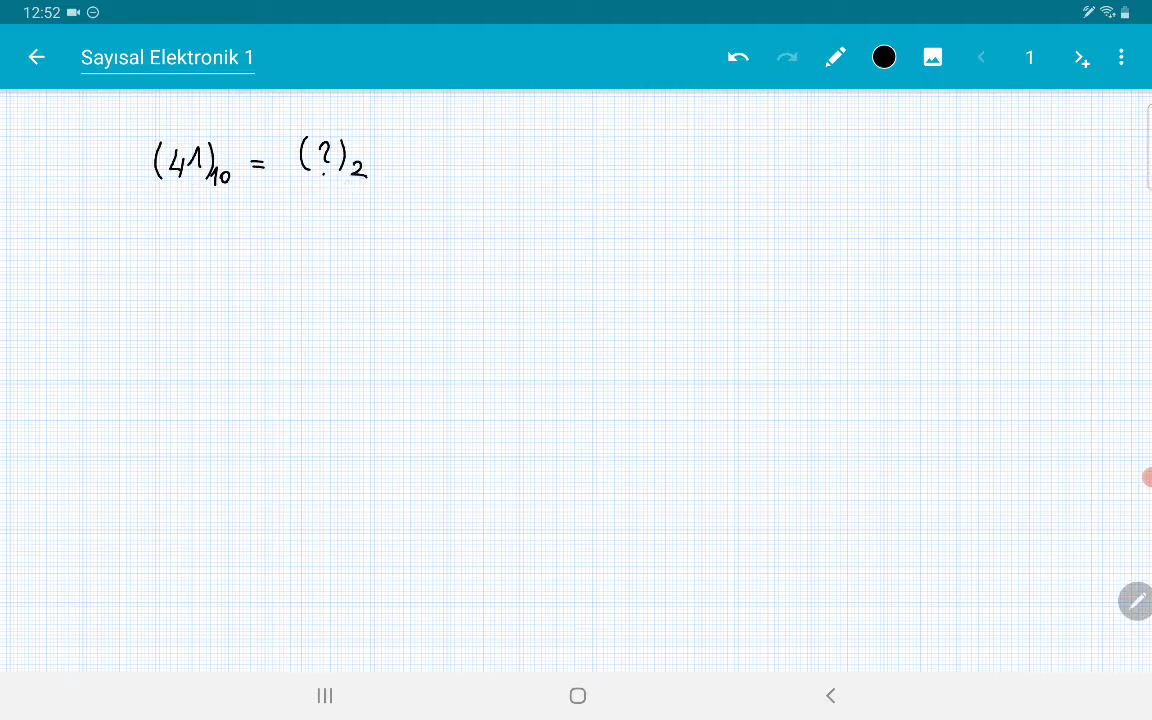 12:52
Sayısal Elektronik 1
1
(41)₁₀ = (?)₂